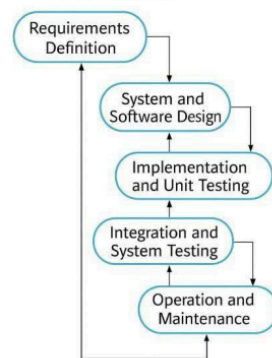 Requirements
Definition
System and
Software Design
Implementation
and Unit Testing
Integration and
System Testing
Operation and
Maintenance